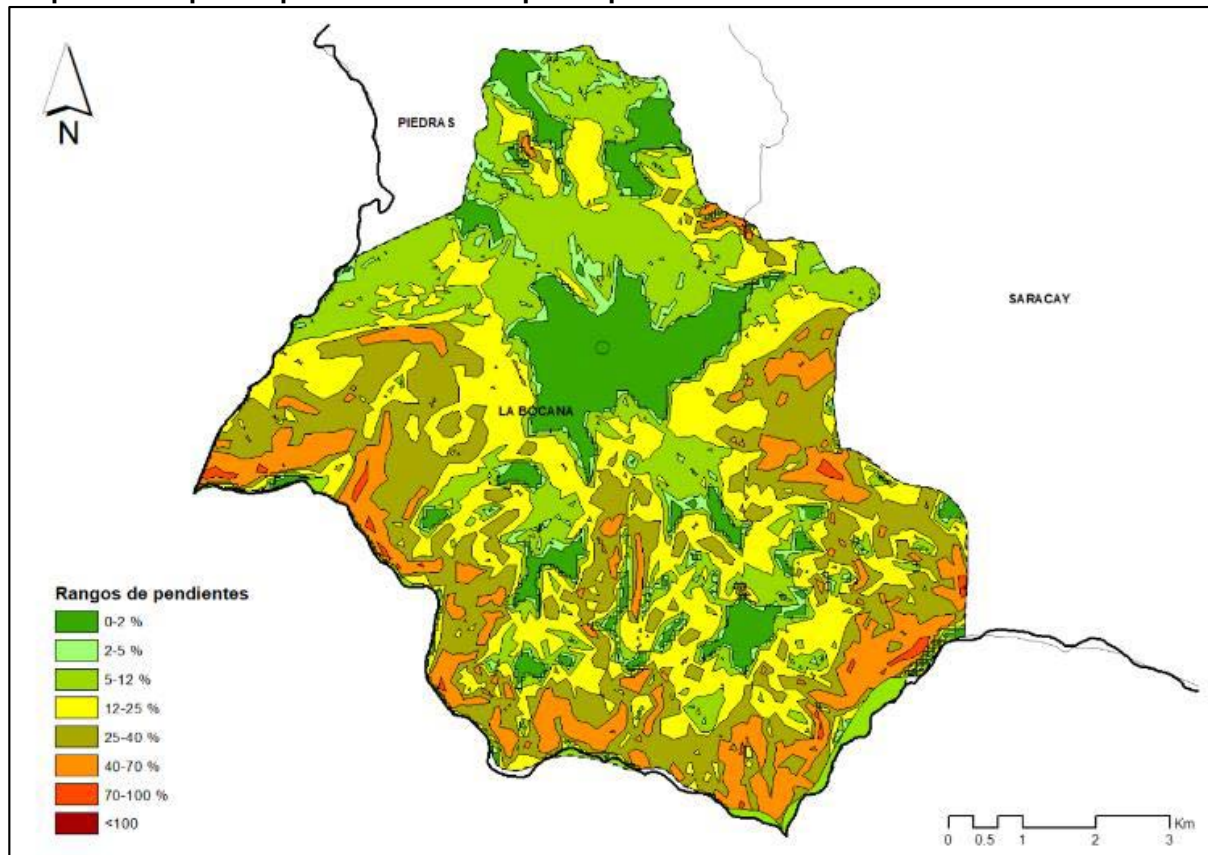 N
PIEDRAS
SARACAY
LA BOCANA
Rangos de pendientes
0-2 %
2-5 %
5-12 %
12-25 %
25-40 %
40-70 %
70-100 %
<100
Km
0 0.5 1 2 3